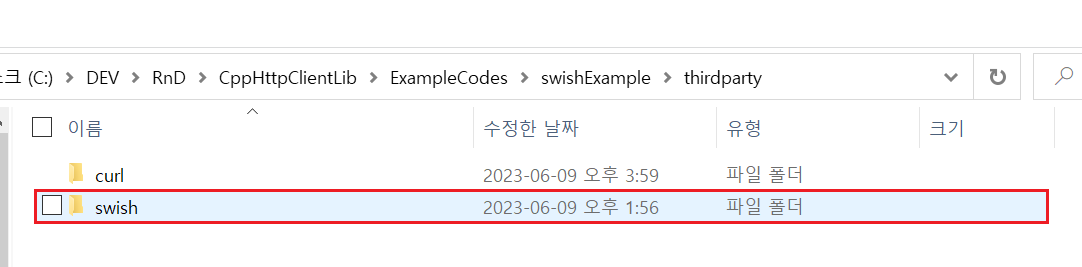 (C:) > DEV > RnD > CppHttpClientLib > ExampleCodes > swishExample > thirdparty
이름 수정한 날짜 유형 크기
curl 2023-06-09 오후 3:59 파일 폴더
swish 2023-06-09 오후 1:56 파일 폴더